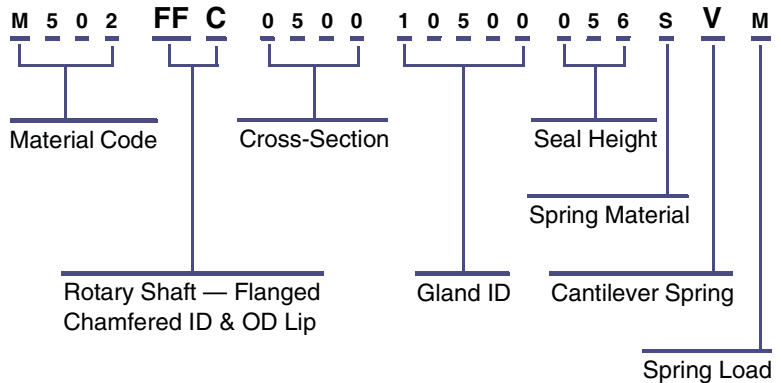 M 5 0 2 FF C 0 5 0 0 1 0 5 0 0 0 5 6 S V M
Material Code
Cross-Section
Seal Height
Spring Material
Rotary Shaft — Flanged
Chamfered ID & OD Lip
Gland ID
Cantilever Spring
Spring Load